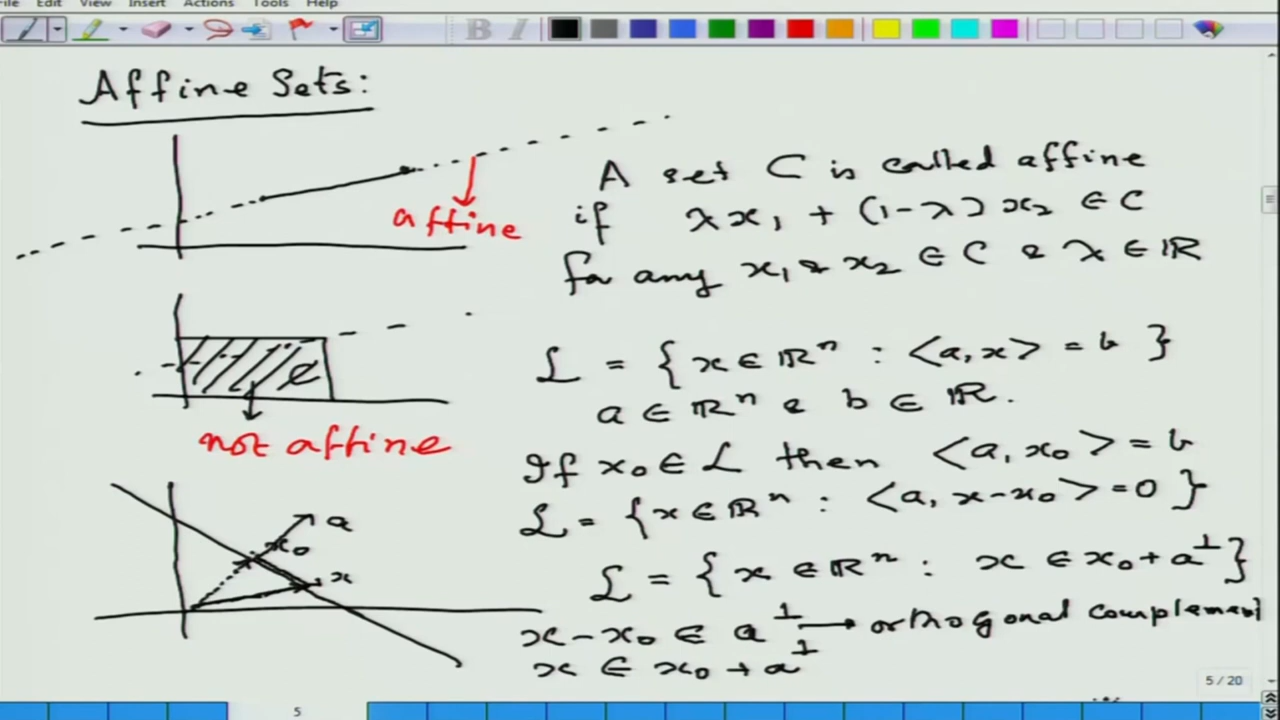 File Edit View Insert Actions Tools Help
Affine Sets:
affine
A set C is called affine
if λx₁ + (1-λ)x₂ ∈ C
for any x₁ & x₂ ∈ C & λ ∈ ℝ
C
not affine
L = {x ∈ ℝⁿ : <a, x> = b}
a ∈ ℝⁿ & b ∈ ℝ.
If x₀ ∈ L then <a, x₀> = b
L = {x ∈ ℝⁿ : <a, x-x₀> = 0}
a
x₀
x
L = {x ∈ ℝⁿ : x ∈ x₀ + a⊥}
x-x₀ ∈ a⊥ → orthogonal complement
x ∈ x₀ + a⊥
5 / 20
5